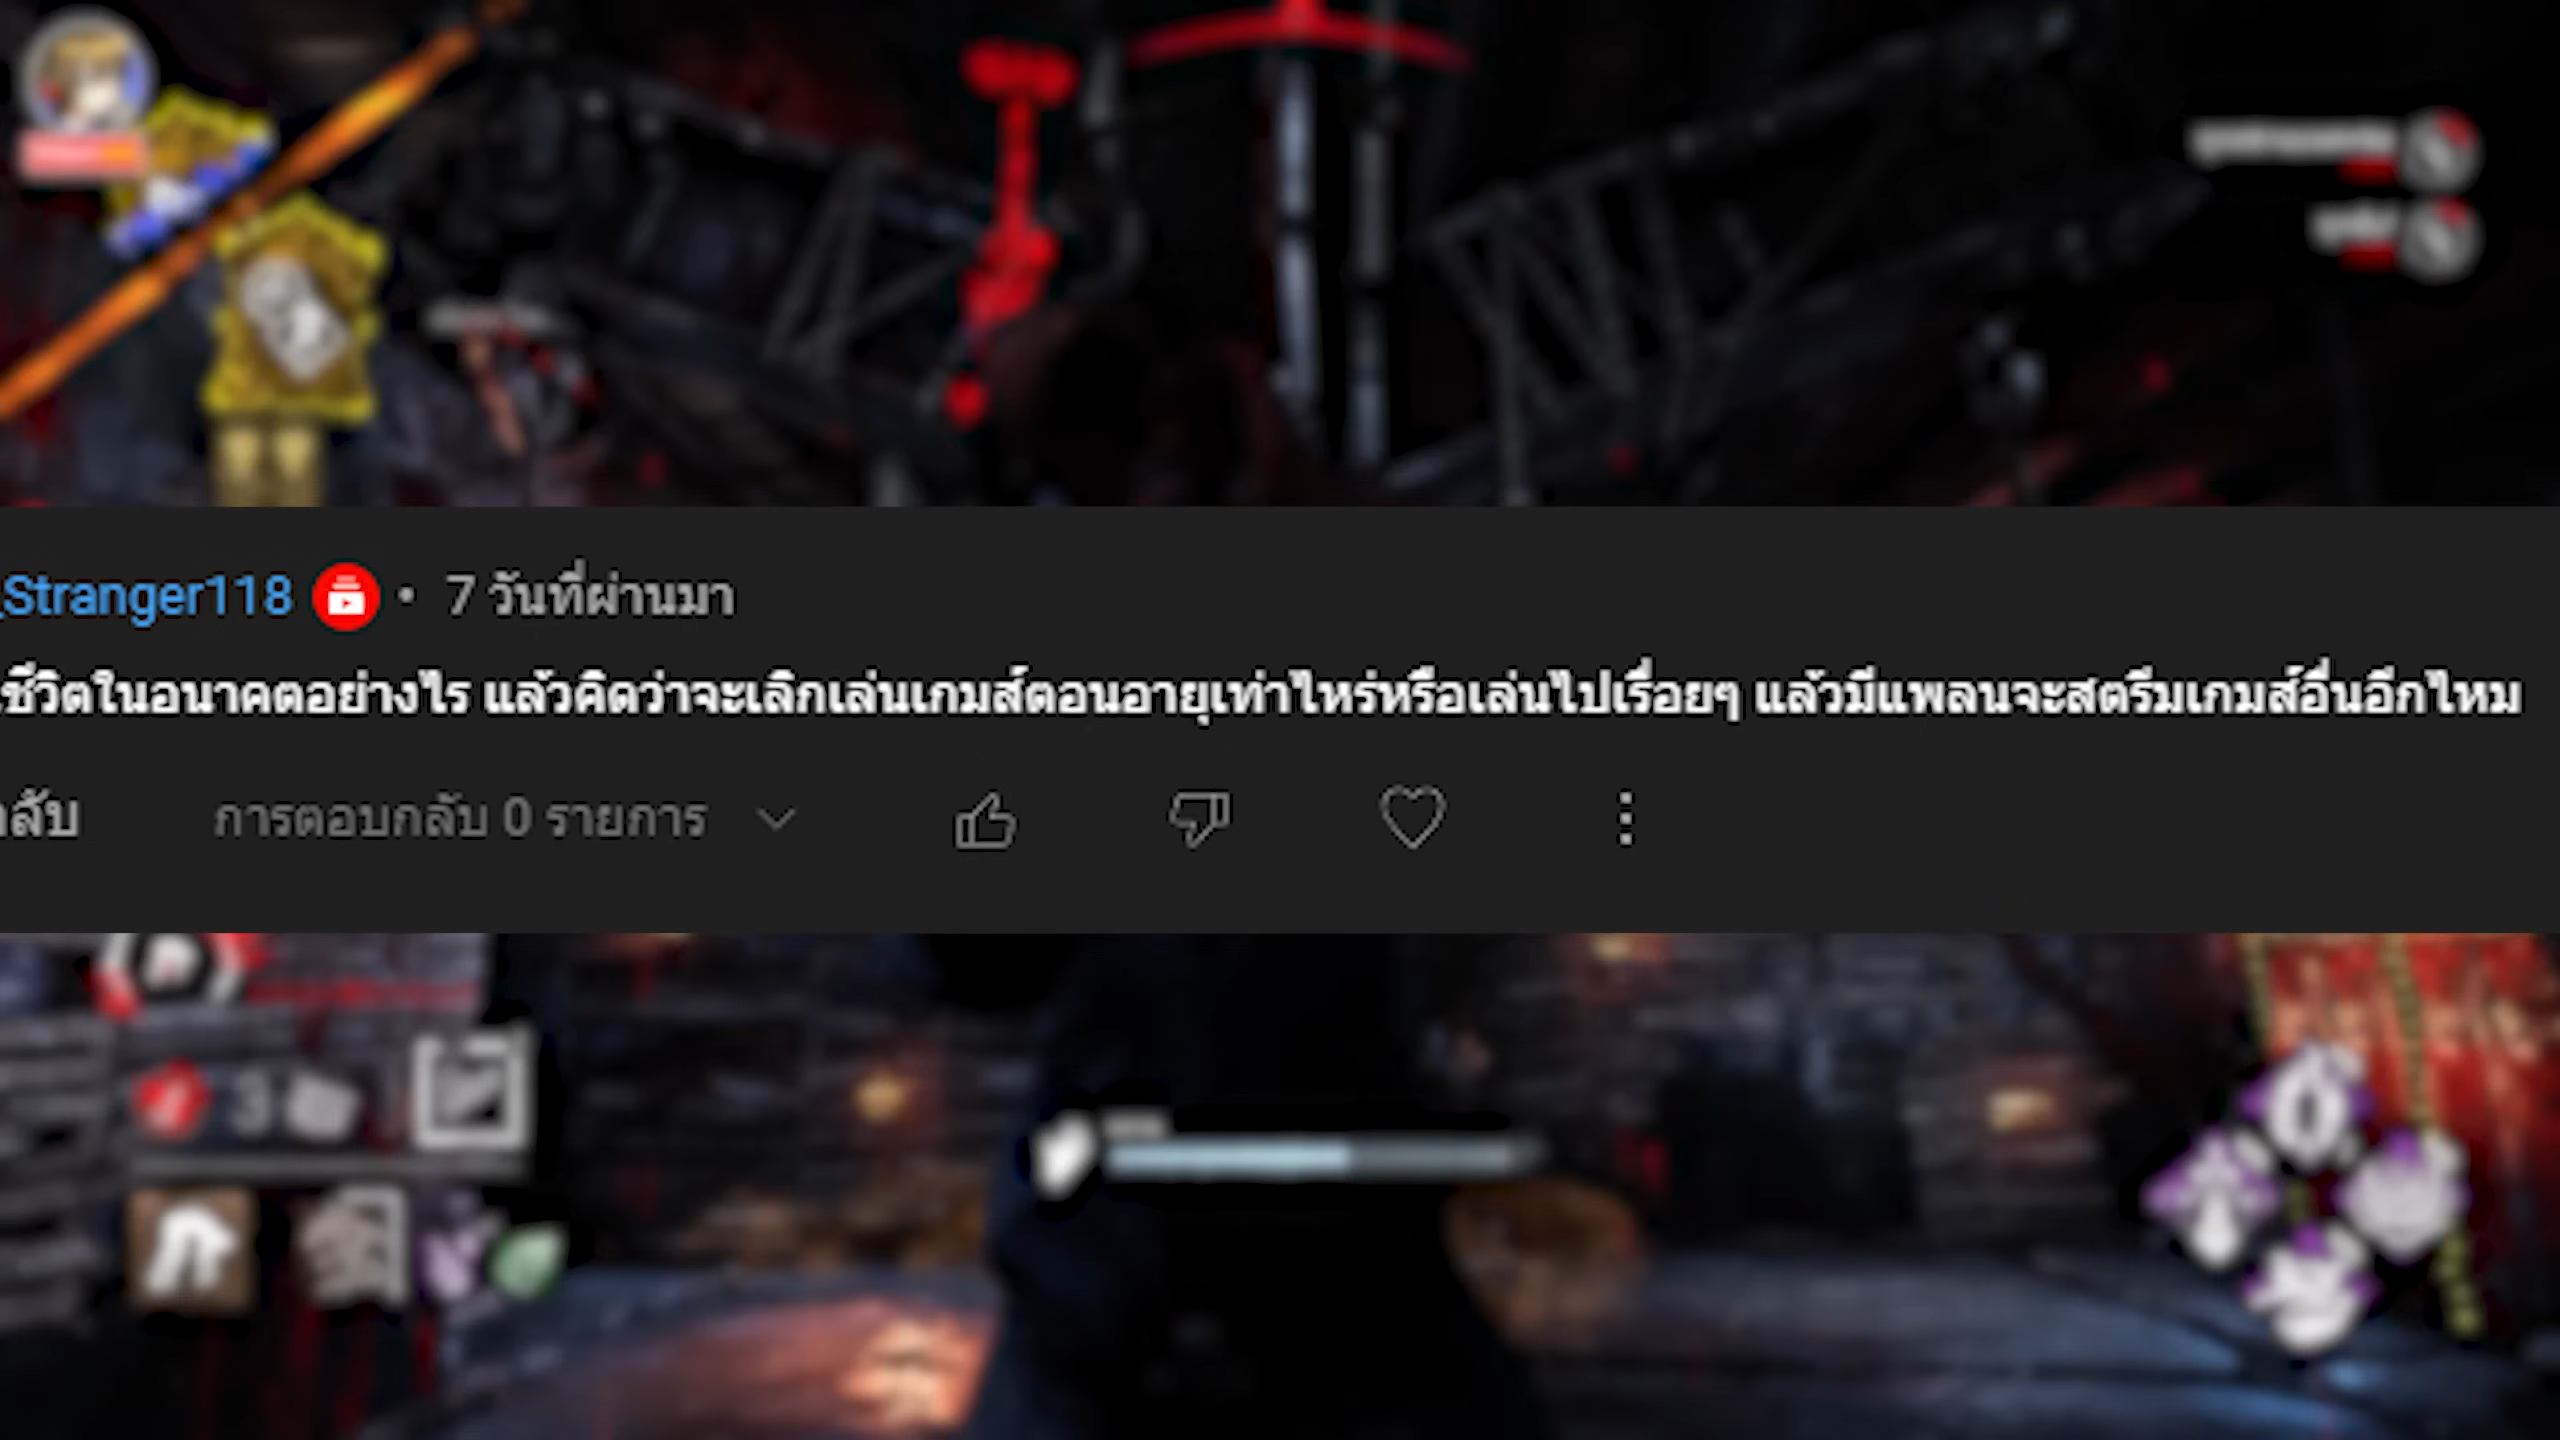 _Stranger118 • 7 วันที่ผ่านมา
ชีวิตในอนาคตอย่างไร แล้วคิดว่าจะเลิกเล่นเกมส์ตอนอายุเท่าไหร่หรือเล่นไปเรื่อยๆ แล้วมีแพลนจะสตรีมเกมส์อื่นอีกไหม
ลับ การตอบกลับ 0 รายการ
3